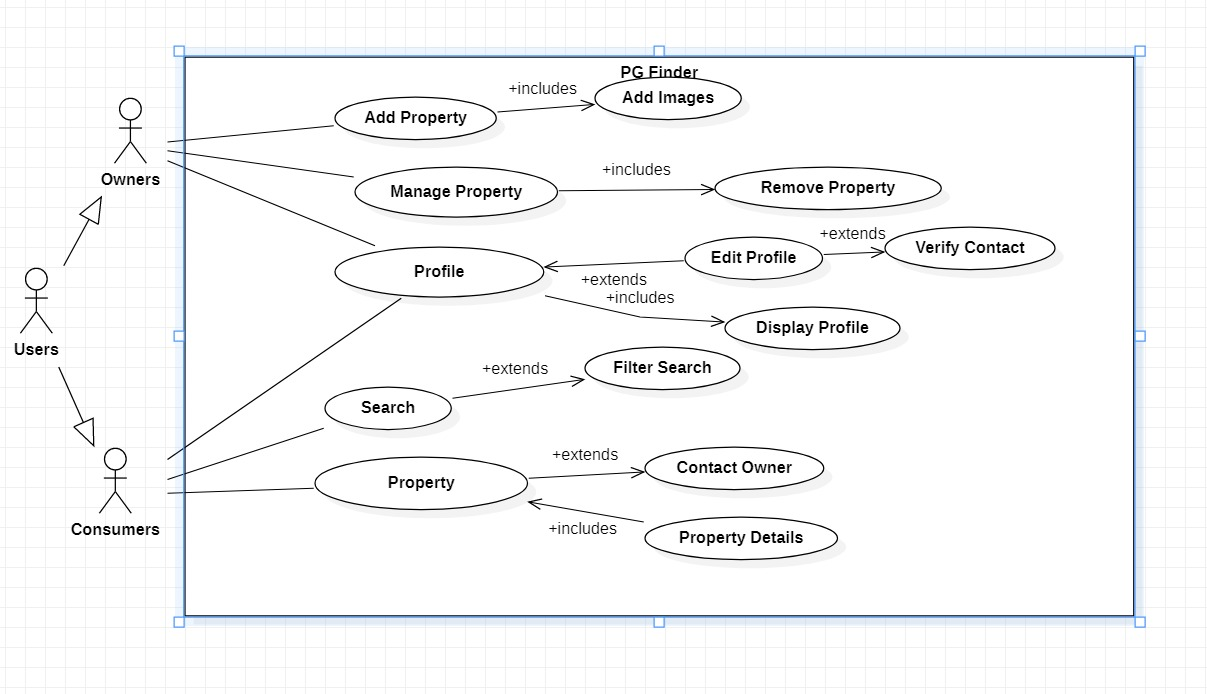 PG Finder
+includes
Add Images
Add Property
Owners
+includes
Manage Property
Remove Property
+extends
Verify Contact
Edit Profile
Profile
+extends
+includes
Display Profile
Users
+extends
Filter Search
Search
+extends
Contact Owner
Property
+includes
Property Details
Consumers